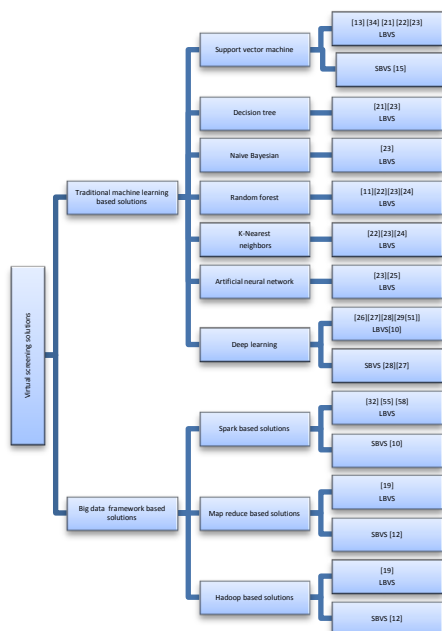 Virtual screening solutions
Traditional machine learning
based solutions
Support vector machine
[13] [34] [21] [22][23]
LBVS
SBVS [15]
Decision tree
[21][23]
LBVS
Naive Bayesian
[23]
LBVS
Random forest
[11][22][23][24]
LBVS
K-Nearest
neighbors
[22][23][24]
LBVS
Artificial neural network
[23][25]
LBVS
Deep learning
[26][27][28][29[51]]
LBVS[10]
SBVS [28][27]
Big data framework based
solutions
Spark based solutions
[32] [55] [58]
LBVS
SBVS [10]
Map reduce based solutions
[19]
LBVS
SBVS [12]
Hadoop based solutions
[19]
LBVS
SBVS [12]